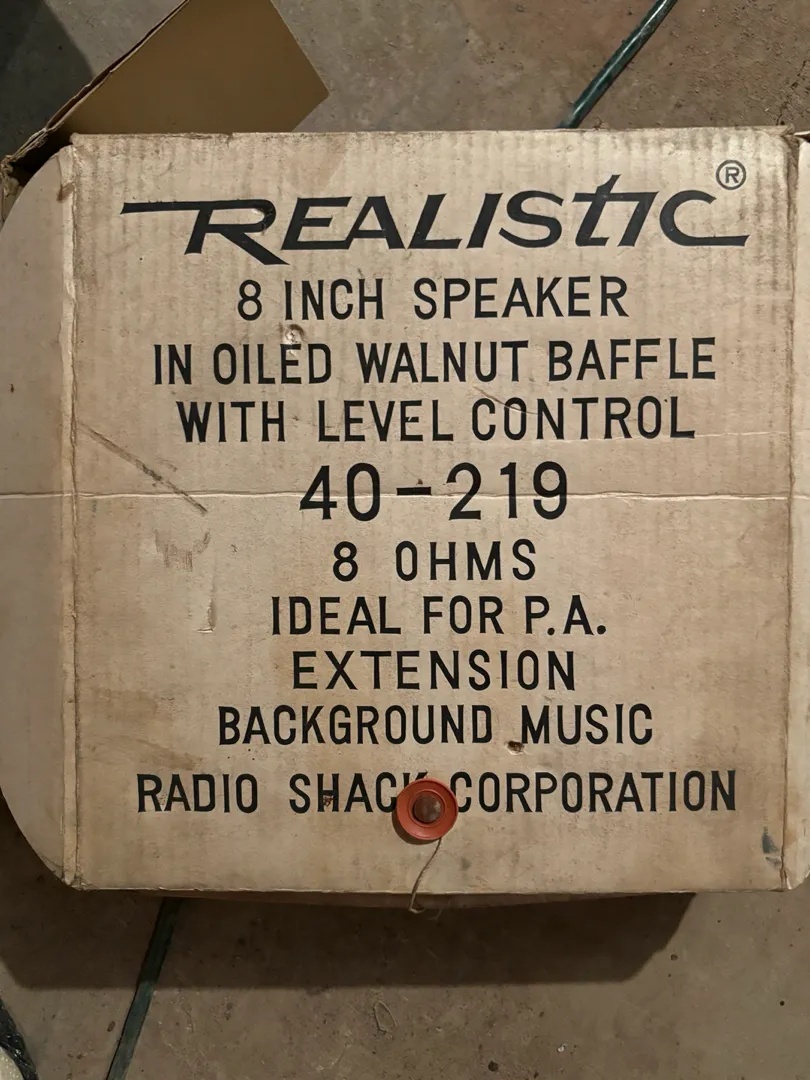 REALISTIC ®
8 INCH SPEAKER
IN OILED WALNUT BAFFLE
WITH LEVEL CONTROL
40-219
8 OHMS
IDEAL FOR P.A.
EXTENSION
BACKGROUND MUSIC
RADIO SHACK CORPORATION